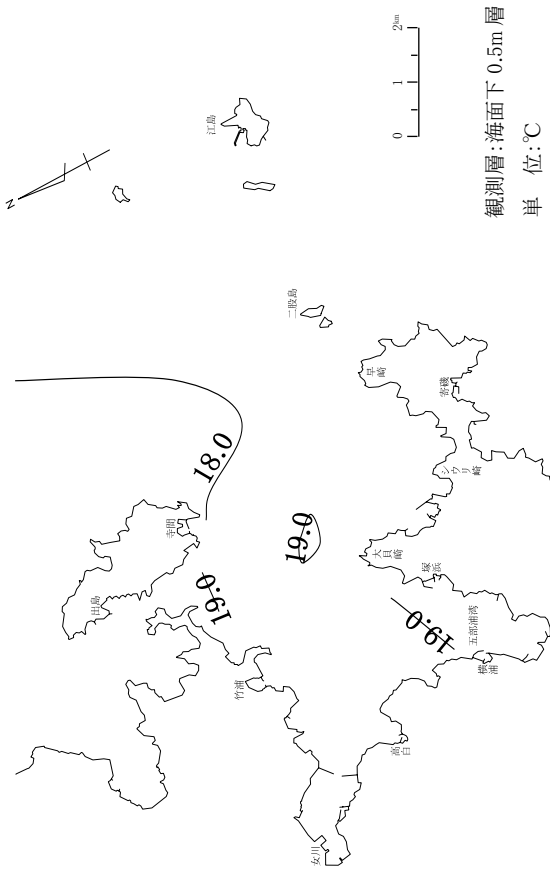 N
江島
0 1 2km
観測層:海面下 0.5m 層
単　位:℃
二股島
早崎
寄磯
18.0
寺間
シウリ崎
出島
19.0
19.0
大貝崎
塚浜
19.0
五部浦湾
横浦
竹浦
高白
女川